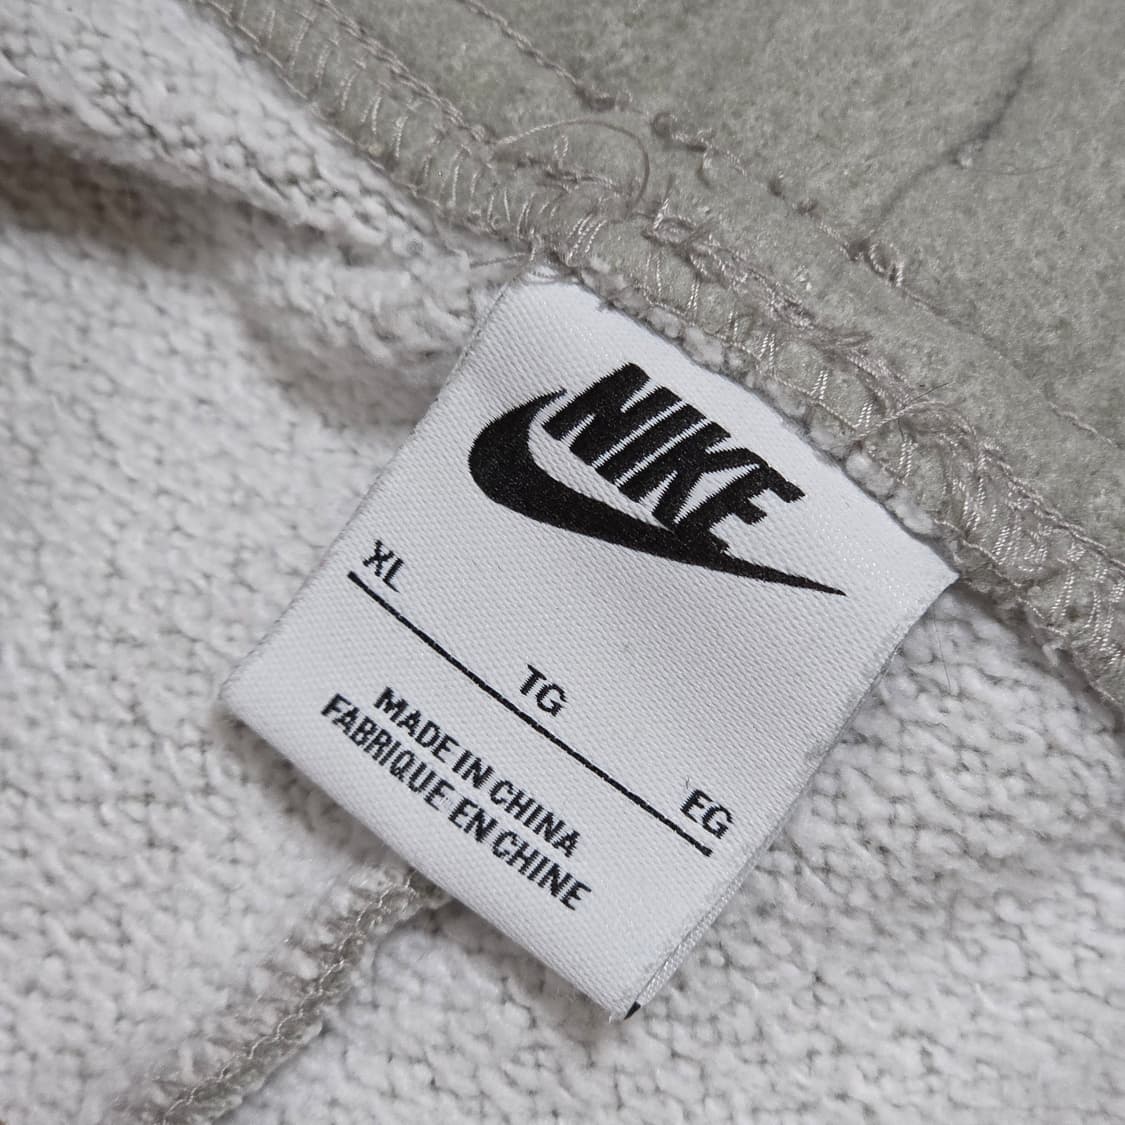 NIKE
XL TG EG
MADE IN CHINA
FABRIQUE EN CHINE